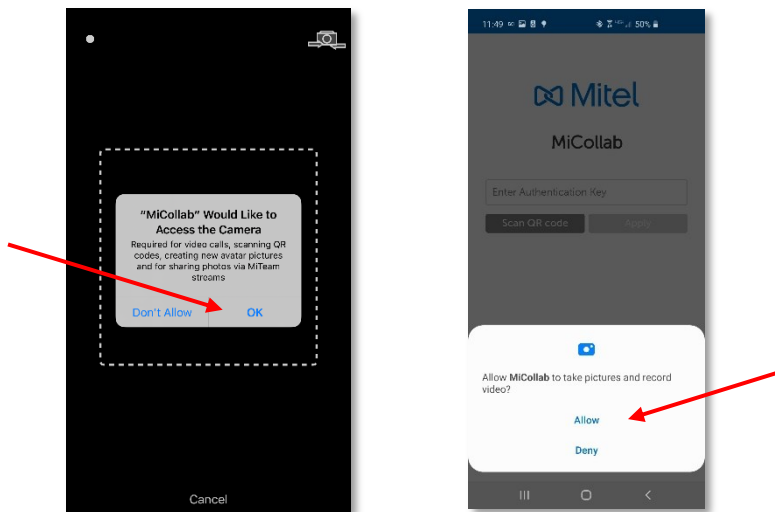 "MiCollab" Would Like to
Access the Camera
Required for video calls, scanning QR
codes, creating new avatar pictures
and for sharing photos via MiTeam
streams
Don't Allow
OK
Cancel
11:49
50%
Mitel
MiCollab
Enter Authentication Key
Scan QR code
Apply
Allow MiCollab to take pictures and record
video?
Allow
Deny